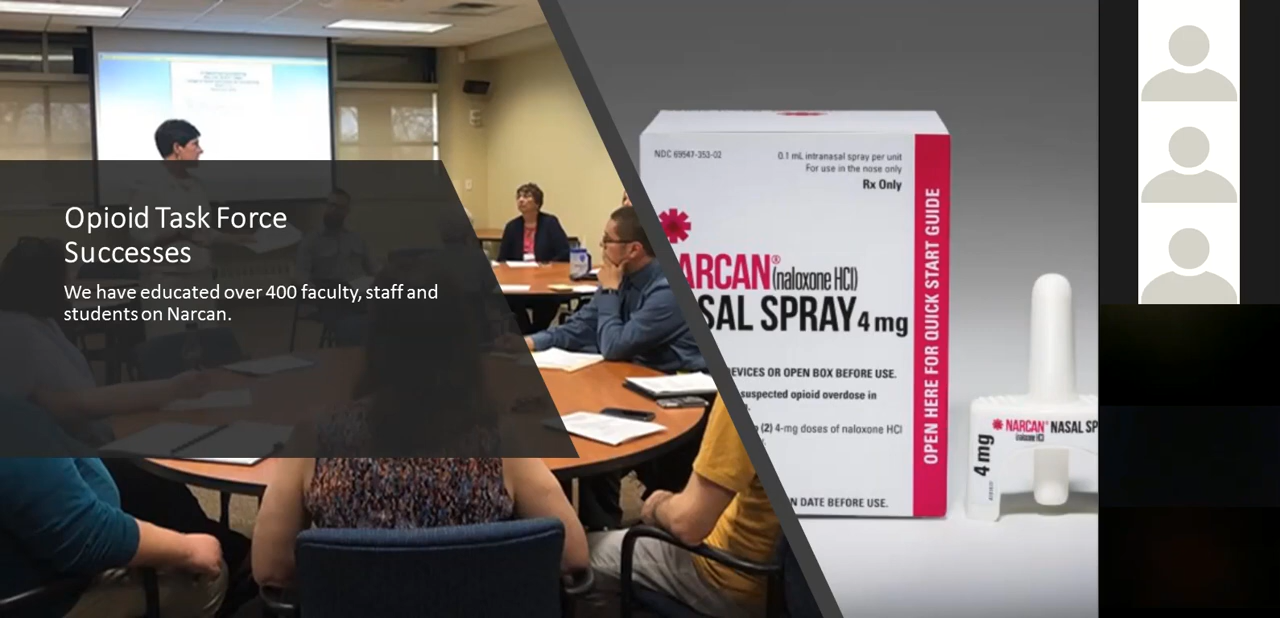 Opioid Task Force
Successes
We have educated over 400 faculty, staff and
students on Narcan.
NDC 69547-353-02
0.1 mL intranasal spray per unit
For use in the nose only
Rx Only
ARCAN®
(naloxone HCl)
SAL SPRAY 4 mg
EVICES OR OPEN BOX BEFORE USE.
suspected opioid overdose in
(2) 4-mg doses of naloxone HCl
N DATE BEFORE USE.
OPEN HERE FOR QUICK START GUIDE
NARCAN® NASAL SP
(naloxone HCl)
4 mg